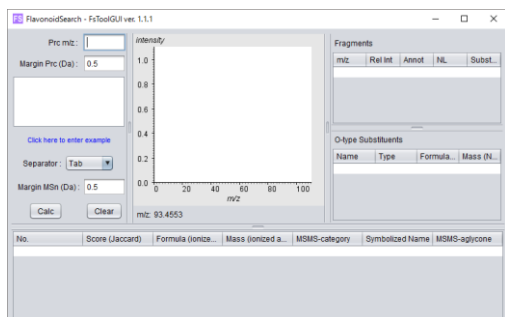 FS FlavonoidSearch - FsToolGUI ver. 1.1.1
Prc m/z :
Margin Prc (Da) : 0.5
Click here to enter example
Separator : Tab
Margin MSn (Da) : 0.5
Calc Clear
intensity
1.0
0.8
0.6
0.4
0.2
0.0
0 20 40 60 80 100
m/z
m/z: 93.4553
Fragments
m/z Rel Int Annot NL Subst...
O-type Substituents
Name Type Formula... Mass (N...
No. Score (Jaccard) Formula (ionize... Mass (ionized a... MSMS-category Symbolized Name MSMS-aglycone